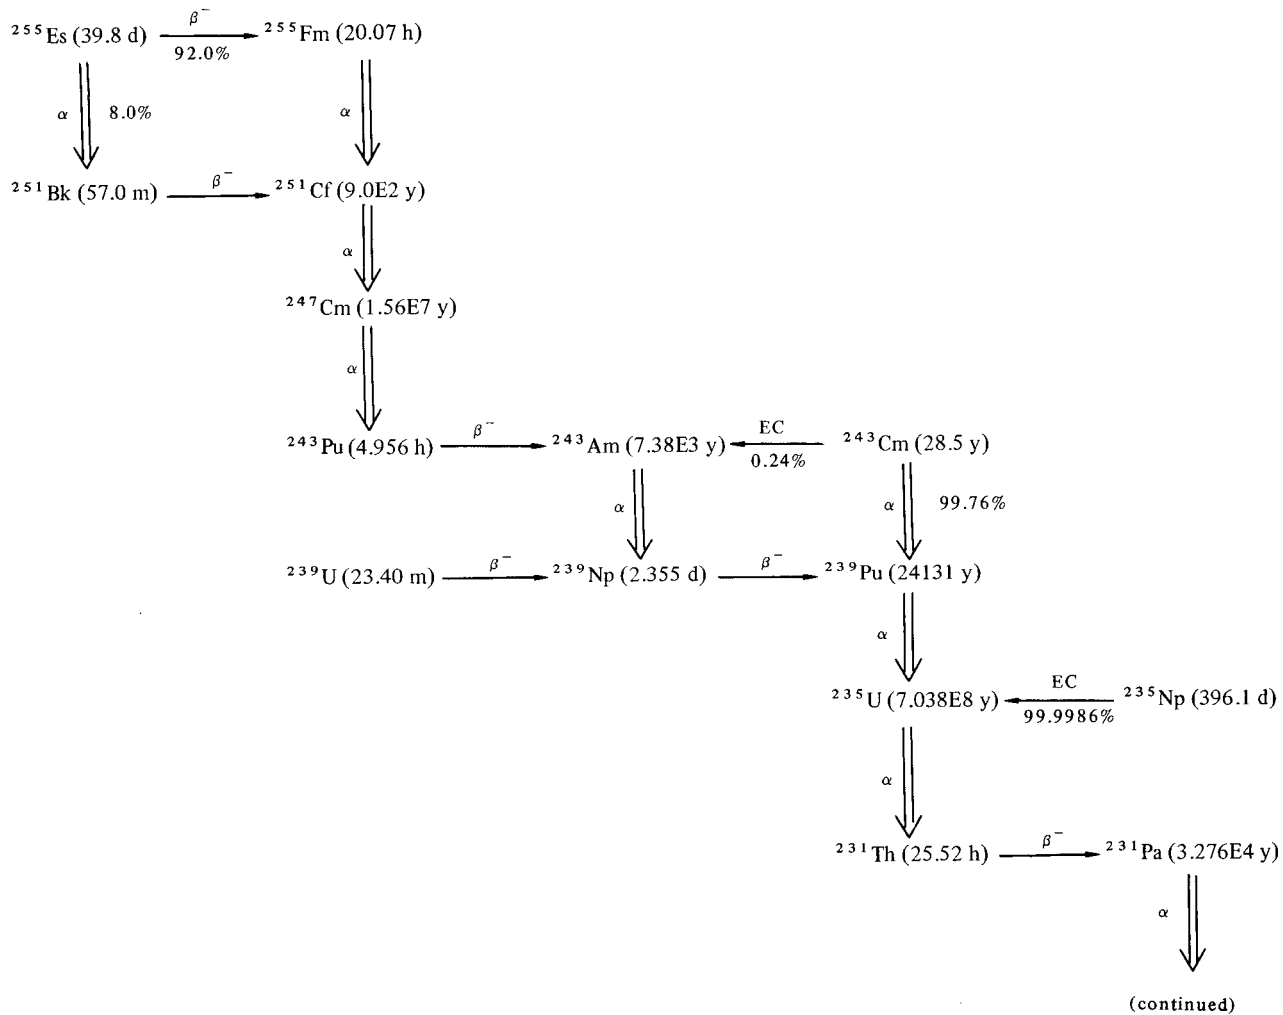 β⁻
²⁵⁵Es (39.8 d) ²⁵⁵Fm (20.07 h)
92.0%
α 8.0% α
β⁻
²⁵¹Bk (57.0 m) ²⁵¹Cf (9.0E2 y)
α
²⁴⁷Cm (1.56E7 y)
α
β⁻ EC
²⁴³Pu (4.956 h) ²⁴³Am (7.38E3 y) ²⁴³Cm (28.5 y)
0.24%
α α 99.76%
β⁻ β⁻
²³⁹U (23.40 m) ²³⁹Np (2.355 d) ²³⁹Pu (24131 y)
α
EC
²³⁵U (7.038E8 y) ²³⁵Np (396.1 d)
99.9986%
α
β⁻
²³¹Th (25.52 h) ²³¹Pa (3.276E4 y)
α
(continued)